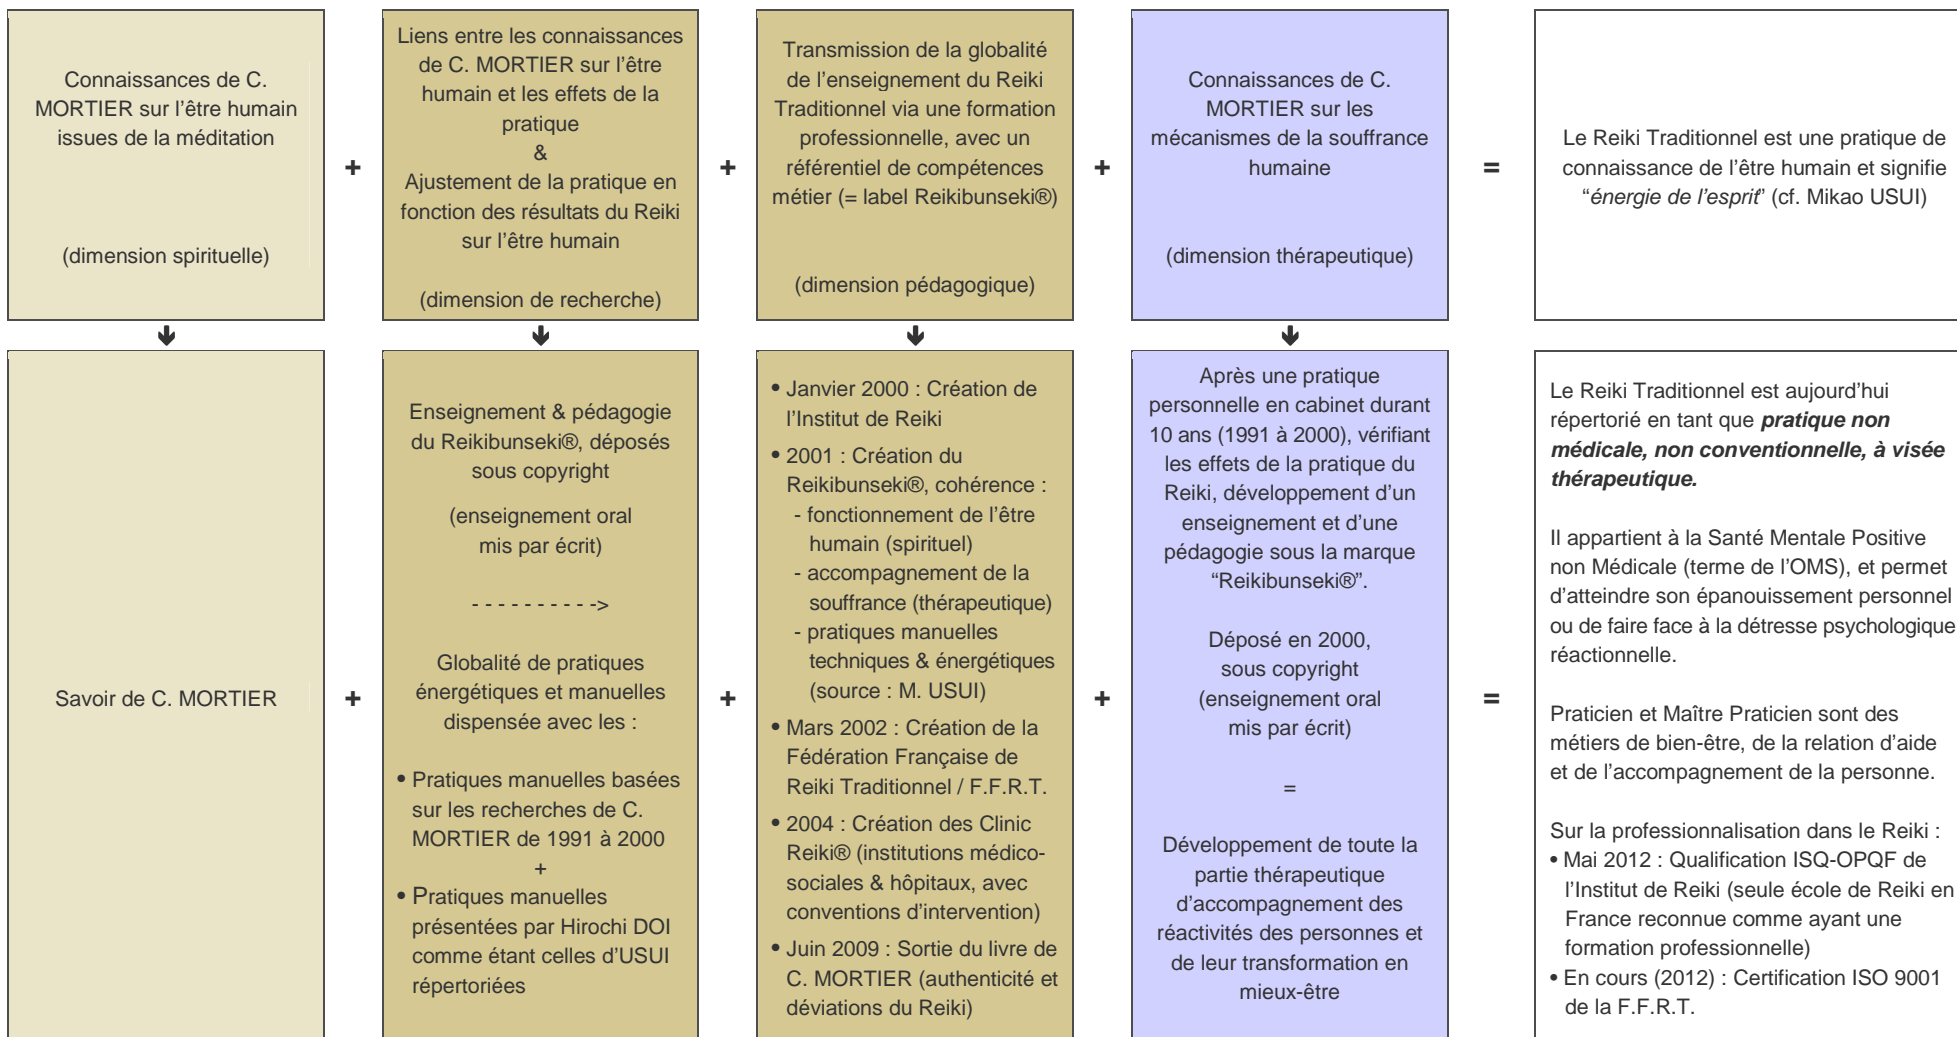 Connaissances de C.
MORTIER sur l’être humain
issues de la méditation
(dimension spirituelle)
+
Liens entre les connaissances
de C. MORTIER sur l’être
humain et les effets de la
pratique
&
Ajustement de la pratique en
fonction des résultats du Reiki
sur l’être humain
(dimension de recherche)
+
Transmission de la globalité
de l’enseignement du Reiki
Traditionnel via une formation
professionnelle, avec un
référentiel de compétences
métier (= label Reikibunseki®)
(dimension pédagogique)
+
Connaissances de C.
MORTIER sur les
mécanismes de la souffrance
humaine
(dimension thérapeutique)
=
Le Reiki Traditionnel est une pratique de
connaissance de l’être humain et signifie
“énergie de l’esprit” (cf. Mikao USUI)
Savoir de C. MORTIER
+
Enseignement & pédagogie
du Reikibunseki®, déposés
sous copyright
(enseignement oral
mis par écrit)
- - - - - - - - - ->
Globalité de pratiques
énergétiques et manuelles
dispensée avec les :
• Pratiques manuelles basées
sur les recherches de C.
MORTIER de 1991 à 2000
+
• Pratiques manuelles
présentées par Hirochi DOI
comme étant celles d’USUI
répertoriées
+
• Janvier 2000 : Création de
l’Institut de Reiki
• 2001 : Création du
Reikibunseki®, cohérence :
- fonctionnement de l’être
humain (spirituel)
- accompagnement de la
souffrance (thérapeutique)
- pratiques manuelles
techniques & énergétiques
(source : M. USUI)
• Mars 2002 : Création de la
Fédération Française de
Reiki Traditionnel / F.F.R.T.
• 2004 : Création des Clinic
Reiki® (institutions médico-
sociales & hôpitaux, avec
conventions d’intervention)
• Juin 2009 : Sortie du livre de
C. MORTIER (authenticité et
déviations du Reiki)
+
Après une pratique
personnelle en cabinet durant
10 ans (1991 à 2000), vérifiant
les effets de la pratique du
Reiki, développement d’un
enseignement et d’une
pédagogie sous la marque
“Reikibunseki®”.
Déposé en 2000,
sous copyright
(enseignement oral
mis par écrit)
=
Développement de toute la
partie thérapeutique
d’accompagnement des
réactivités des personnes et
de leur transformation en
mieux-être
=
Le Reiki Traditionnel est aujourd’hui
répertorié en tant que pratique non
médicale, non conventionnelle, à visée
thérapeutique.
Il appartient à la Santé Mentale Positive
non Médicale (terme de l’OMS), et permet
d’atteindre son épanouissement personnel
ou de faire face à la détresse psychologique
réactionnelle.
Praticien et Maître Praticien sont des
métiers de bien-être, de la relation d’aide
et de l’accompagnement de la personne.
Sur la professionnalisation dans le Reiki :
• Mai 2012 : Qualification ISQ-OPQF de
l’Institut de Reiki (seule école de Reiki en
France reconnue comme ayant une
formation professionnelle)
• En cours (2012) : Certification ISO 9001
de la F.F.R.T.